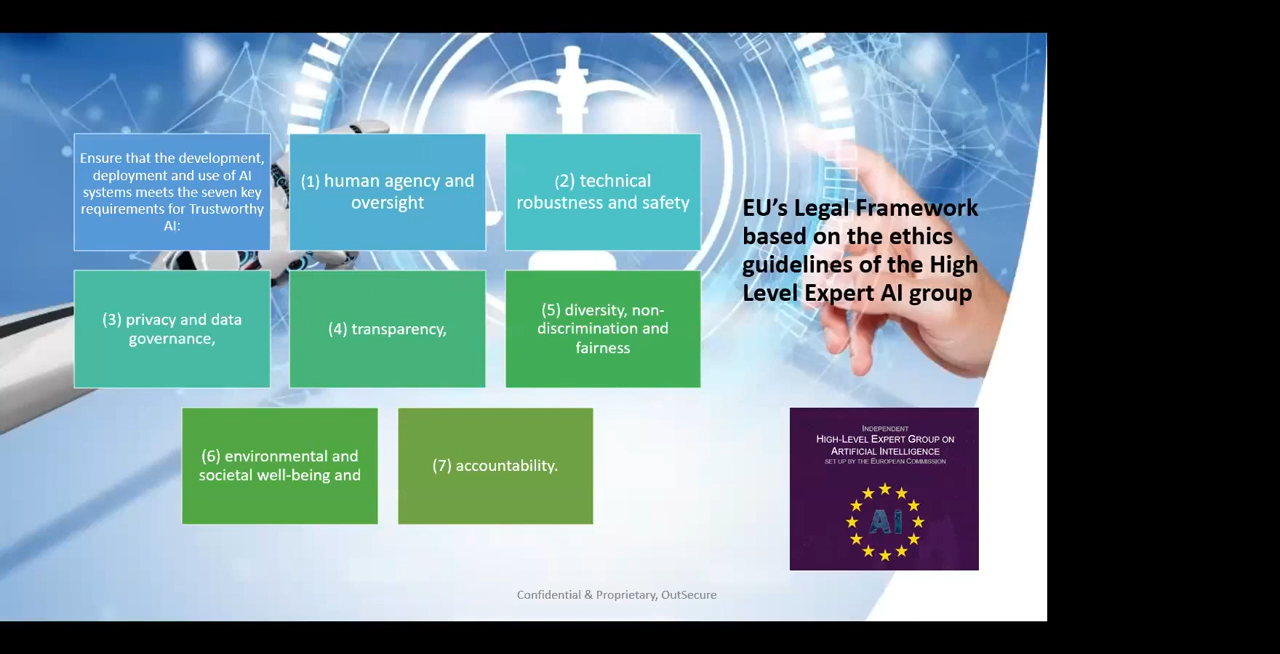 Ensure that the development,
deployment and use of AI
systems meets the seven key
requirements for Trustworthy
AI:
(1) human agency and
oversight
(2) technical
robustness and safety
(3) privacy and data
governance,
(4) transparency,
(5) diversity, non-
discrimination and
fairness
(6) environmental and
societal well-being and
(7) accountability.
EU’s Legal Framework
based on the ethics
guidelines of the High
Level Expert AI group
INDEPENDENT
HIGH-LEVEL EXPERT GROUP ON
ARTIFICIAL INTELLIGENCE
SET UP BY THE EUROPEAN COMMISSION
AI
Confidential & Proprietary, OutSecure